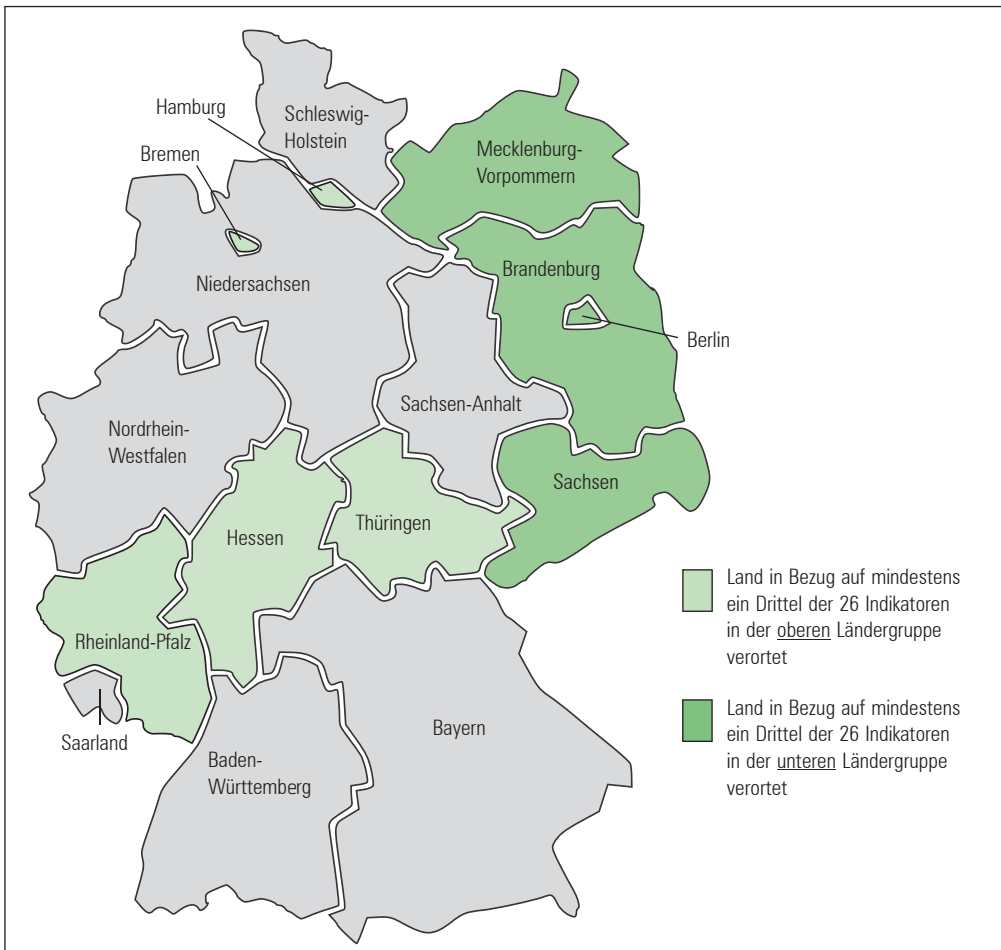 Hamburg
Schleswig-
Holstein
Bremen
Mecklenburg-
Vorpommern
Niedersachsen
Brandenburg
Berlin
Sachsen-Anhalt
Nordrhein-
Westfalen
Sachsen
Hessen
Thüringen
Rheinland-Pfalz
Saarland
Baden-
Württemberg
Bayern
Land in Bezug auf mindestens
ein Drittel der 26 Indikatoren
in der oberen Ländergruppe
verortet
Land in Bezug auf mindestens
ein Drittel der 26 Indikatoren
in der unteren Ländergruppe
verortet